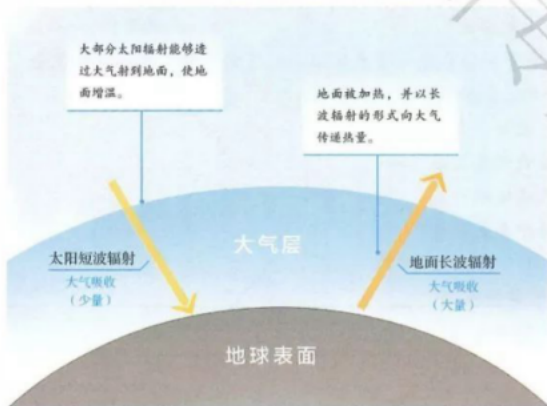 大部分太阳辐射能够透
过大气射到地面，使地
面增温。
地面被加热，并以长
波辐射的形式向大气
传递热量。
大气层
太阳短波辐射
大气吸收
（少量）
地面长波辐射
大气吸收
（大量）
地球表面